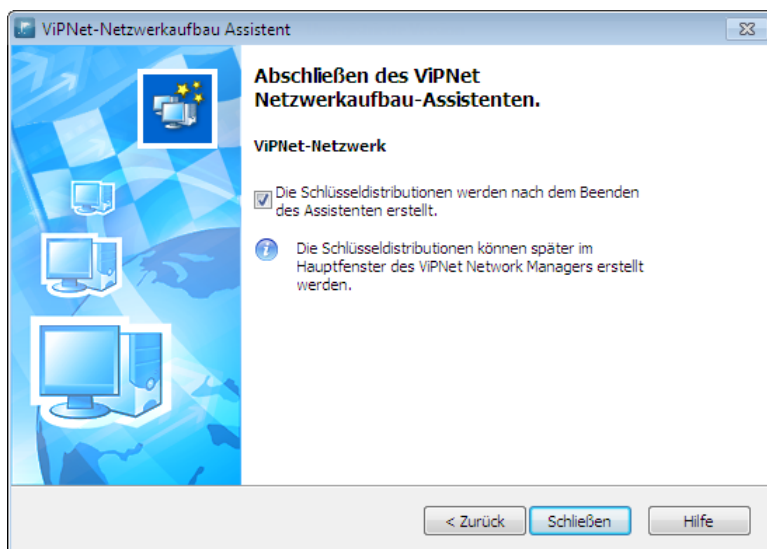 ViPNet-Netzwerkaufbau Assistent
Abschließen des ViPNet
Netzwerkaufbau-Assistenten.
ViPNet-Netzwerk
Die Schlüsseldistributionen werden nach dem Beenden
des Assistenten erstellt.
Die Schlüsseldistributionen können später im
Hauptfenster des ViPNet Network Managers erstellt
werden.
< Zurück
Schließen
Hilfe